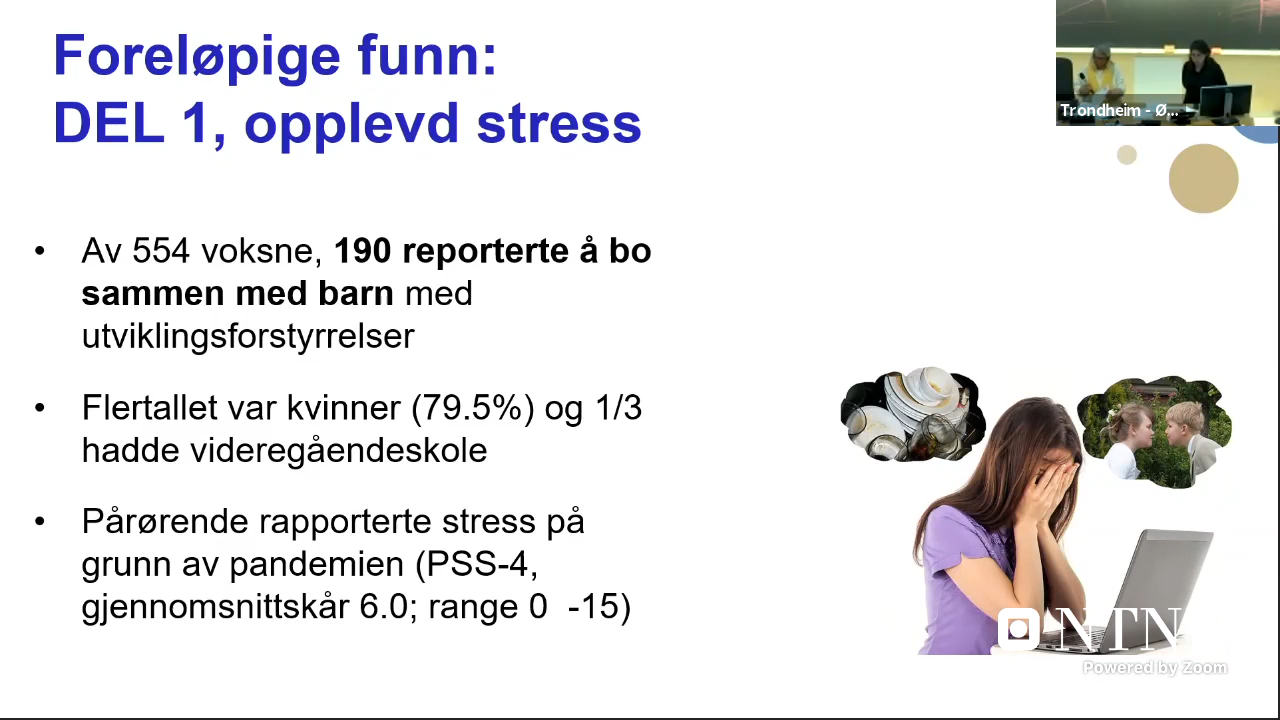 Foreløpige funn:
DEL 1, opplevd stress
Trondheim - Ø...
• Av 554 voksne, 190 reporterte å bo
sammen med barn med
utviklingsforstyrrelser
• Flertallet var kvinner (79.5%) og 1/3
hadde videregåendeskole
• Pårørende rapporterte stress på
grunn av pandemien (PSS-4,
gjennomsnittskår 6.0; range 0  -15)
NTN
Powered by Zoom